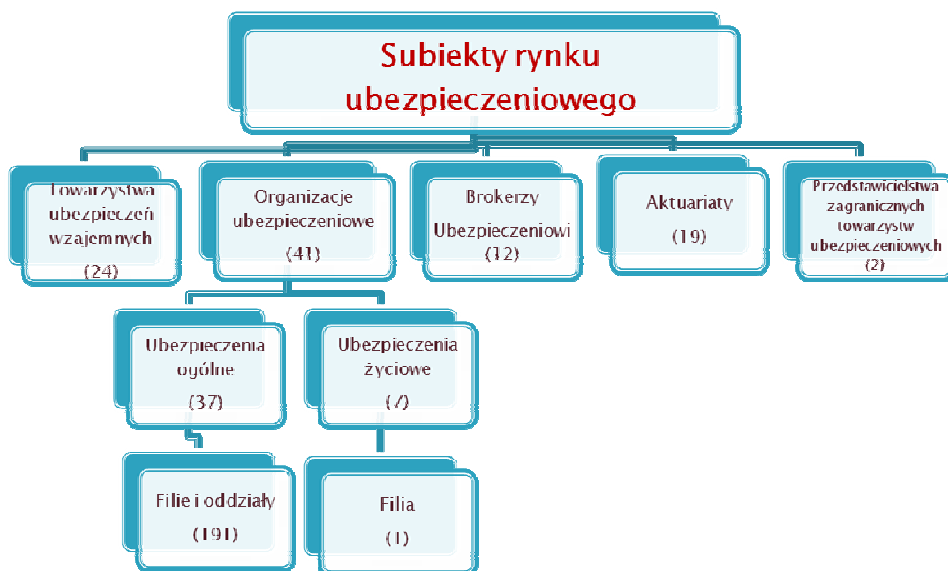 Subiekty rynku
ubezpieczeniowego
Towarzystwa
ubezpieczeń
wzajemnych
(24)
Organizacje
ubezpieczeniowe
(41)
Brokerzy
Ubezpieczeniowi
(12)
Aktuariaty
(19)
Przedstawicielstwa
zagranicznych
towarzystw
ubezpieczeniowych
(2)
Ubezpieczenia
ogólne
(37)
Ubezpieczenia
życiowe
(7)
Filie i oddziały
(191)
Filia
(1)